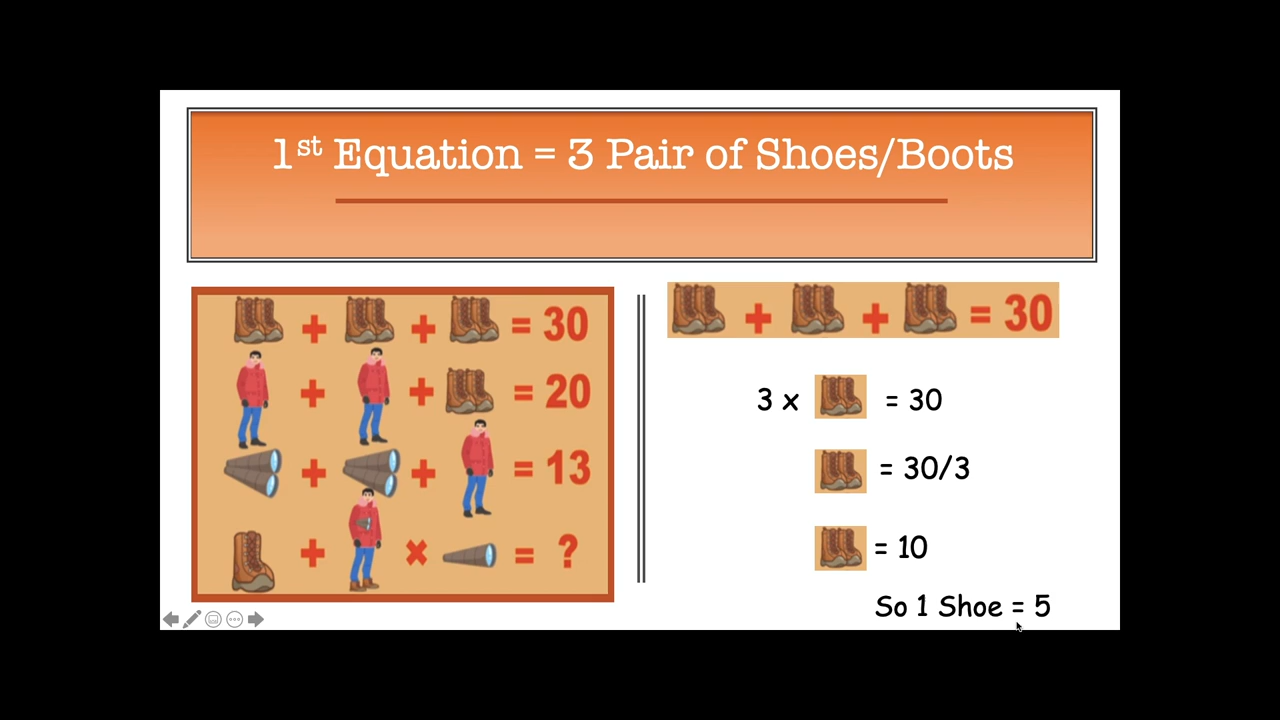 1st Equation = 3 Pair of Shoes/Boots
+ + = 30
+ + = 20
+ + = 13
+ × = ?
+ + = 30
3 x = 30
= 30/3
= 10
So 1 Shoe = 5